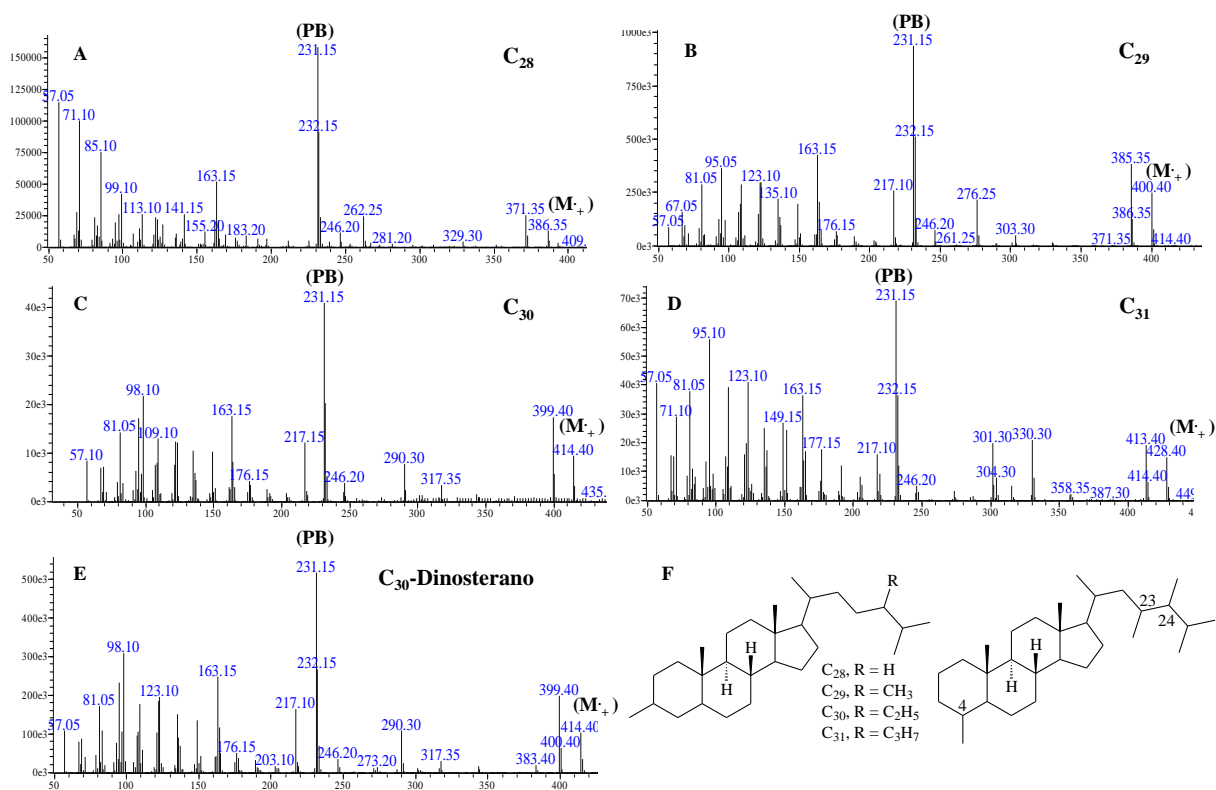 A
(PB)
231.15
C28
150000
125000
100000
75000
50000
25000
0
57.05
71.10
85.10
99.10
113.10
141.15
155.20
163.15
183.20
232.15
246.20
262.25
281.20
329.30
371.35
386.35
409
(M·+)
50 100 150 200 250 300 350 400
B
(PB)
231.15
C29
1000e3
750e3
500e3
250e3
0
57.05
67.05
81.05
95.05
123.10
135.10
163.15
176.15
217.10
232.15
246.20
261.25
276.25
303.30
371.35
385.35
386.35
400.40
414.40
(M·+)
50 100 150 200 250 300 350 400
C
(PB)
231.15
C30
40e3
30e3
20e3
10e3
0e3
57.10
81.05
98.10
109.10
163.15
176.15
217.15
246.20
290.30
317.35
399.40
414.40
435.
(M·+)
50 100 150 200 250 300 350 400
D
(PB)
231.15
C31
70e3
60e3
50e3
40e3
30e3
20e3
10e3
0e3
57.05
71.10
81.05
95.10
123.10
149.15
163.15
177.15
217.10
232.15
246.20
301.30
304.30
330.30
358.35
387.30
413.40
414.40
428.40
449
(M·+)
50 100 150 200 250 300 350 400 4
E
(PB)
231.15
C30-Dinosterano
500e3
400e3
300e3
200e3
100e3
0e3
57.05
81.05
98.10
123.10
163.15
176.15
203.10
217.10
232.15
246.20
273.20
290.30
317.35
383.40
399.40
400.40
414.40
(M·+)
50 100 150 200 250 300 350 400
F
R
H
H
C28, R = H
C29, R = CH3
C30, R = C2H5
C31, R = C3H7
23
24
H
H
4